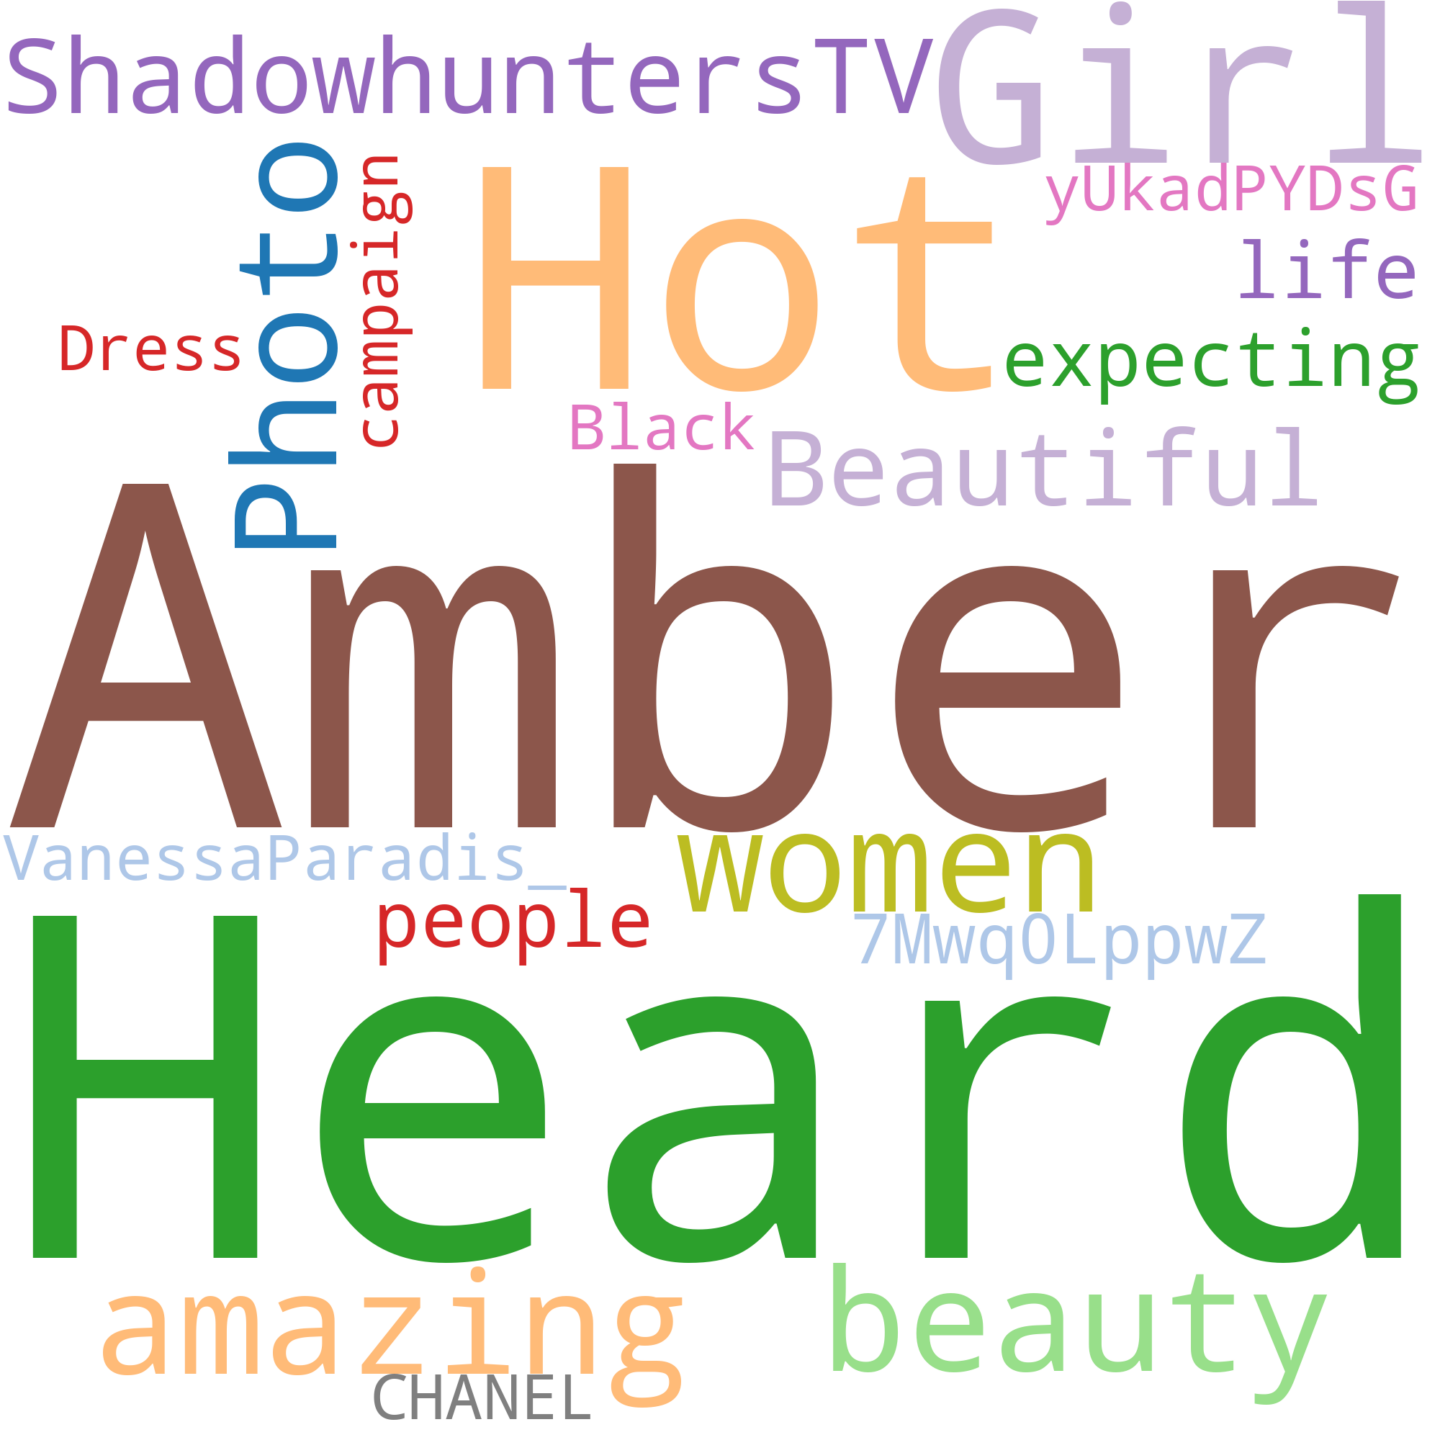 ShadowhuntersTV
Girl
Photo
campaign
Hot
yUkadPYDsG
life
Dress
expecting
Black
Beautiful
Amber
VanessaParadis_
women
people
7Mwq0LppwZ
Heard
amazing
beauty
CHANEL